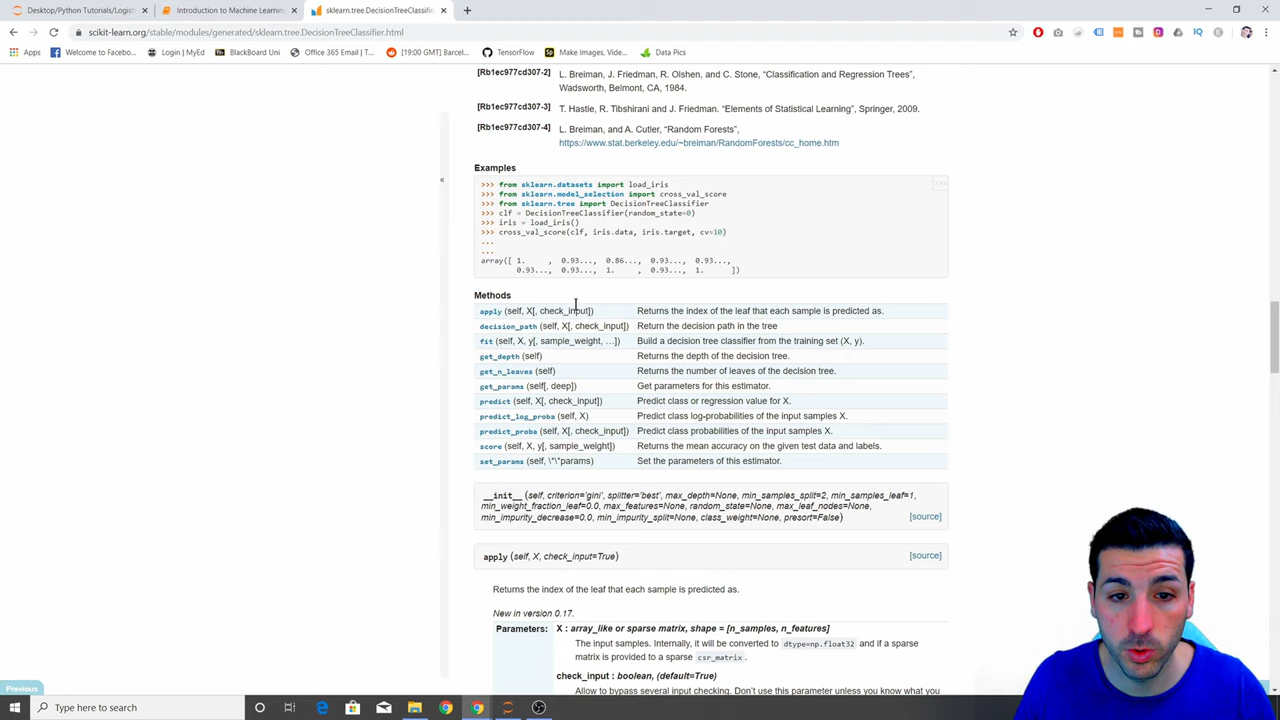 Desktop/Python Tutorials/Logist
Introduction to Machine Learning
sklearn.tree.DecisionTreeClassifie
scikit-learn.org/stable/modules/generated/sklearn.tree.DecisionTreeClassifier.html
Apps
Welcome to Facebo...
Login | MyEd
BlackBoard Uni
Office 365 Email | T...
[19:00 GMT] Barcel...
TensorFlow
Make Images, Vide...
Data Pics
[Rb1ec977cd307-2] L. Breiman, J. Friedman, R. Olshen, and C. Stone, “Classification and Regression Trees”,
Wadsworth, Belmont, CA, 1984.
[Rb1ec977cd307-3] T. Hastie, R. Tibshirani and J. Friedman. “Elements of Statistical Learning”, Springer, 2009.
[Rb1ec977cd307-4] L. Breiman, and A. Cutler, “Random Forests”,
https://www.stat.berkeley.edu/~breiman/RandomForests/cc_home.htm
«
Examples
>>>
>>> from sklearn.datasets import load_iris
>>> from sklearn.model_selection import cross_val_score
>>> from sklearn.tree import DecisionTreeClassifier
>>> clf = DecisionTreeClassifier(random_state=0)
>>> iris = load_iris()
>>> cross_val_score(clf, iris.data, iris.target, cv=10)
...
...
array([ 1. , 0.93..., 0.86..., 0.93..., 0.93...,
0.93..., 0.93..., 1. , 0.93..., 1. ])
Methods
apply (self, X[, check_input]) Returns the index of the leaf that each sample is predicted as.
decision_path (self, X[, check_input]) Return the decision path in the tree
fit (self, X, y[, sample_weight, …]) Build a decision tree classifier from the training set (X, y).
get_depth (self) Returns the depth of the decision tree.
get_n_leaves (self) Returns the number of leaves of the decision tree.
get_params (self[, deep]) Get parameters for this estimator.
predict (self, X[, check_input]) Predict class or regression value for X.
predict_log_proba (self, X) Predict class log-probabilities of the input samples X.
predict_proba (self, X[, check_input]) Predict class probabilities of the input samples X.
score (self, X, y[, sample_weight]) Returns the mean accuracy on the given test data and labels.
set_params (self, \*\*params) Set the parameters of this estimator.
__init__ (self, criterion=’gini’, splitter=’best’, max_depth=None, min_samples_split=2, min_samples_leaf=1,
min_weight_fraction_leaf=0.0, max_features=None, random_state=None, max_leaf_nodes=None,
min_impurity_decrease=0.0, min_impurity_split=None, class_weight=None, presort=False) [source]
apply (self, X, check_input=True) [source]
Returns the index of the leaf that each sample is predicted as.
New in version 0.17.
Parameters: X : array_like or sparse matrix, shape = [n_samples, n_features]
The input samples. Internally, it will be converted to dtype=np.float32 and if a sparse
matrix is provided to a sparse csr_matrix .
check_input : boolean, (default=True)
Allow to bypass several input checking. Don’t use this parameter unless you know what you
Previous
Type here to search